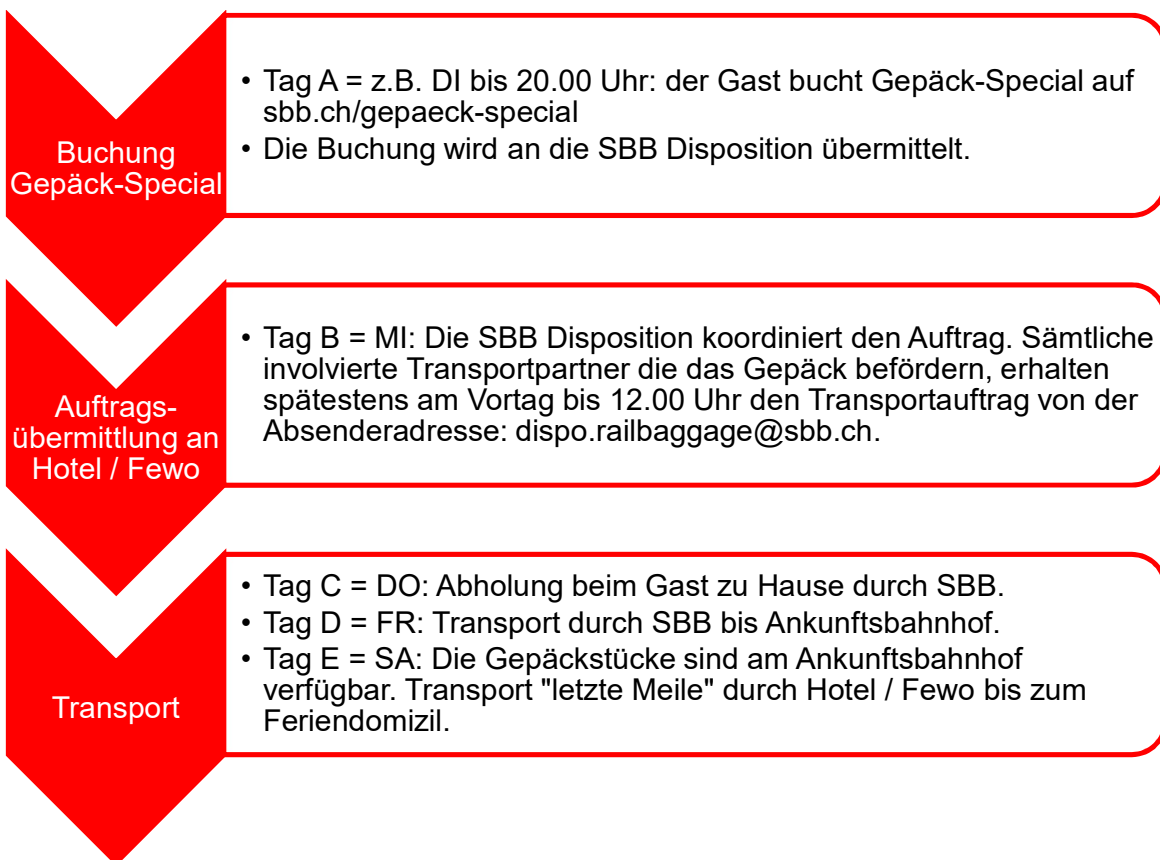 Buchung
Gepäck-Special
• Tag A = z.B. DI bis 20.00 Uhr: der Gast bucht Gepäck-Special auf
sbb.ch/gepaeck-special
• Die Buchung wird an die SBB Disposition übermittelt.
Auftrags-
übermittlung an
Hotel / Fewo
• Tag B = MI: Die SBB Disposition koordiniert den Auftrag. Sämtliche
involvierte Transportpartner die das Gepäck befördern, erhalten
spätestens am Vortag bis 12.00 Uhr den Transportauftrag von der
Absenderadresse: dispo.railbaggage@sbb.ch.
Transport
• Tag C = DO: Abholung beim Gast zu Hause durch SBB.
• Tag D = FR: Transport durch SBB bis Ankunftsbahnhof.
• Tag E = SA: Die Gepäckstücke sind am Ankunftsbahnhof
verfügbar. Transport "letzte Meile" durch Hotel / Fewo bis zum
Feriendomizil.